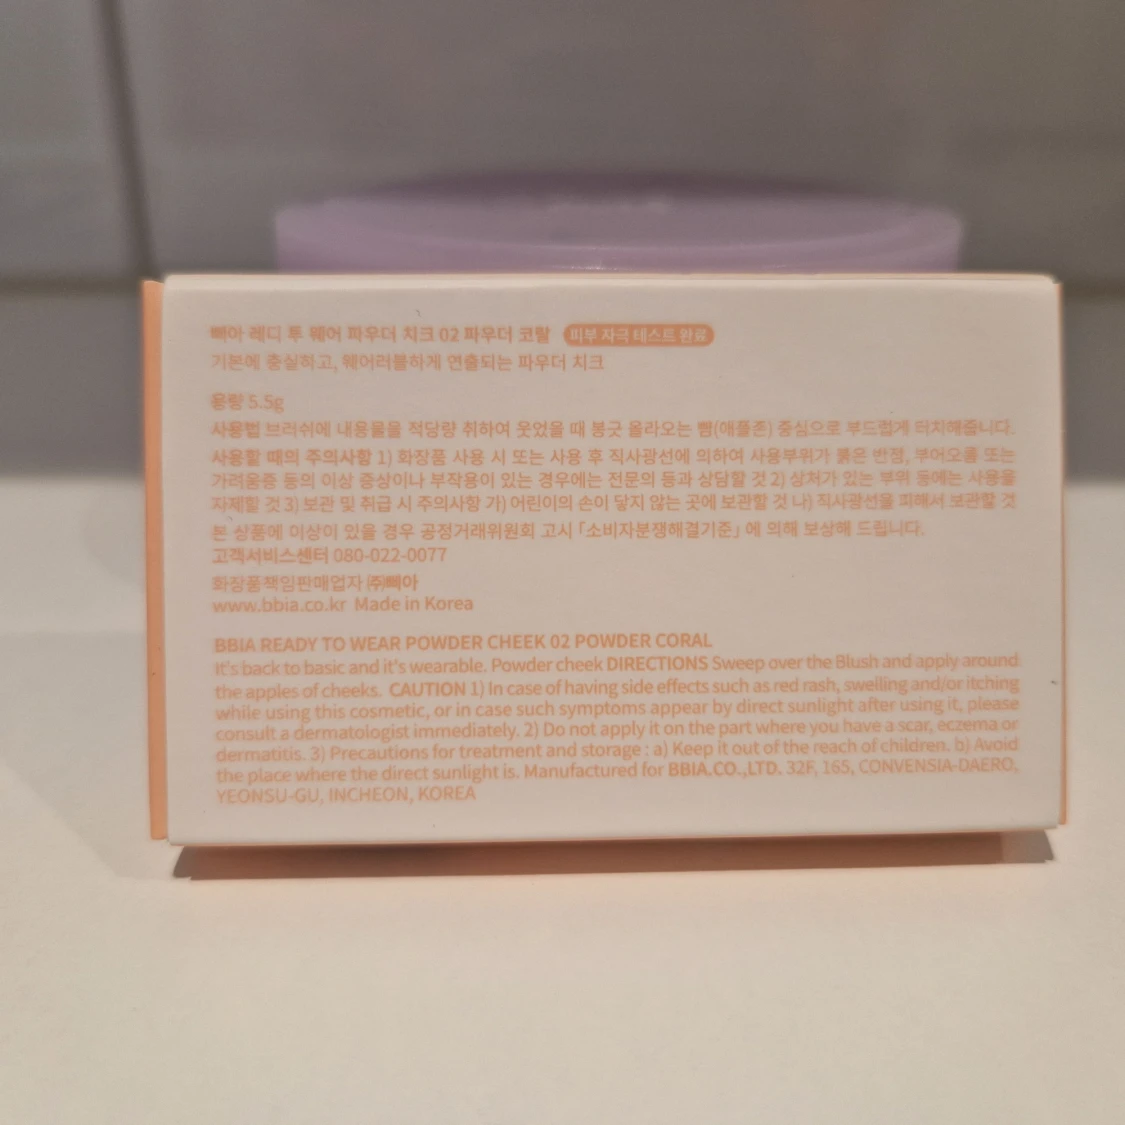 삐아 레디 투 웨어 파우더 치크 02 파우더 코랄 피부 자극 테스트 완료
기본에 충실하고, 웨어러블하게 연출되는 파우더 치크
용량 5.5g
사용법 브러쉬에 내용물을 적당량 취하여 웃었을 때 봉긋 올라오는 뺨(애플존) 중심으로 부드럽게 터치해줍니다.
사용할 때의 주의사항 1) 화장품 사용 시 또는 사용 후 직사광선에 의하여 사용부위가 붉은 반점, 부어오름 또는
가려움증 등의 이상 증상이나 부작용이 있는 경우에는 전문의 등과 상담할 것 2) 상처가 있는 부위 등에는 사용을
자제할 것 3) 보관 및 취급 시 주의사항 가) 어린이의 손이 닿지 않는 곳에 보관할 것 나) 직사광선을 피해서 보관할 것
본 상품에 이상이 있을 경우 공정거래위원회 고시 「소비자분쟁해결기준」 에 의해 보상해 드립니다.
고객서비스센터 080-022-0077
화장품책임판매업자 ㈜삐아
www.bbia.co.kr Made in Korea
BBIA READY TO WEAR POWDER CHEEK 02 POWDER CORAL
It's back to basic and it's wearable. Powder cheek DIRECTIONS Sweep over the Blush and apply around
the apples of cheeks. CAUTION 1) In case of having side effects such as red rash, swelling and/or itching
while using this cosmetic, or in case such symptoms appear by direct sunlight after using it, please
consult a dermatologist immediately. 2) Do not apply it on the part where you have a scar, eczema or
dermatitis. 3) Precautions for treatment and storage : a) Keep it out of the reach of children. b) Avoid
the place where the direct sunlight is. Manufactured for BBIA.CO.,LTD. 32F, 165, CONVENSIA-DAERO,
YEONSU-GU, INCHEON, KOREA